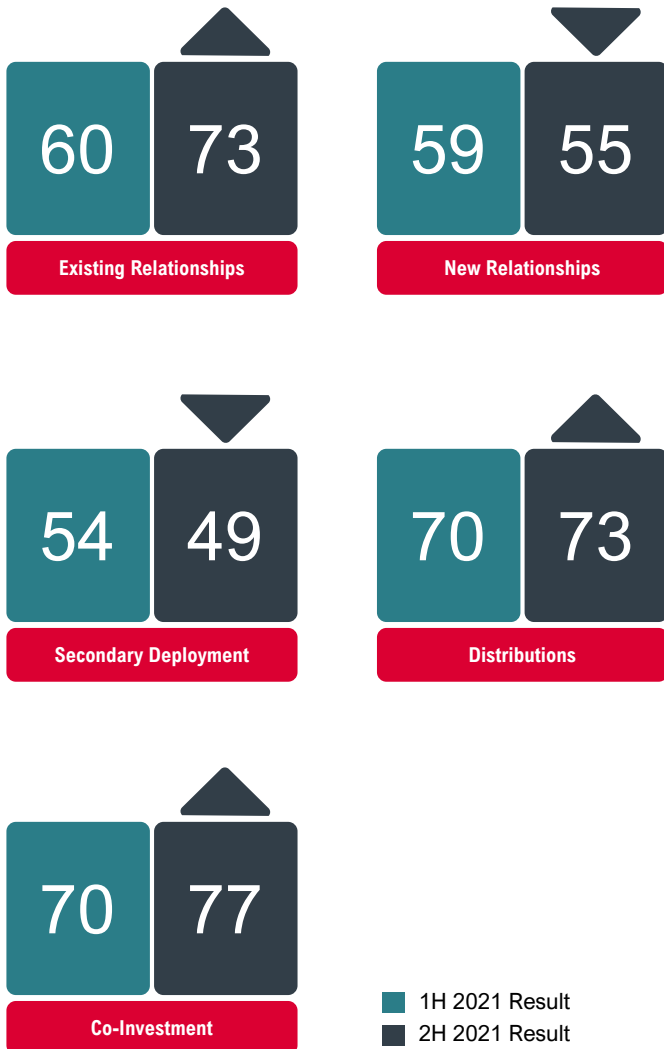 60 73
Existing Relationships
59 55
New Relationships
54 49
Secondary Deployment
70 73
Distributions
70 77
Co-Investment
1H 2021 Result
2H 2021 Result